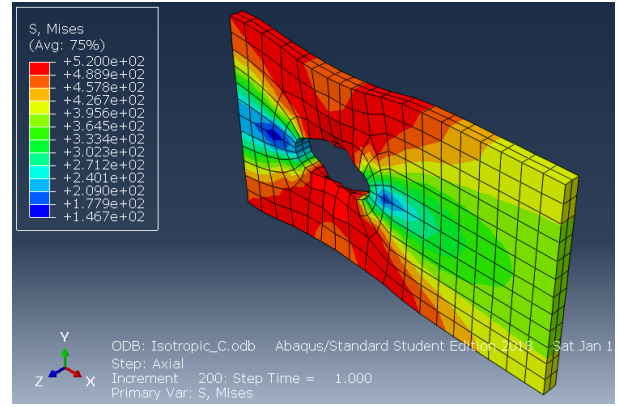 S, Mises
(Avg: 75%)
+5.200e+02
+4.889e+02
+4.578e+02
+4.267e+02
+3.956e+02
+3.645e+02
+3.334e+02
+3.023e+02
+2.712e+02
+2.401e+02
+2.090e+02
+1.779e+02
+1.467e+02
Y
Z
X
ODB: Isotropic_C.odb Abaqus/Standard Student Edition 2018 Sat Jan 1
Step: Axial
Increment 200: Step Time = 1.000
Primary Var: S, Mises